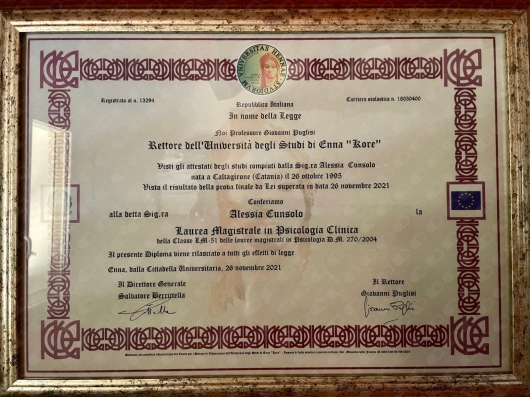 UNIVERSITAS HENNAE STUDIORUM
Registrato al n. 13294
Repubblica Italiana
Carriera scolastica n. 15030400
In nome della Legge
Noi Professore Giovanni Puglisi
Rettore dell'Università degli Studi di Enna "Kore"
Visti gli attestati degli studi compiuti dalla Sig.ra Alessia Cunsolo
nata a Caltagirone (Catania) il 26 ottobre 1995
Visto il risultato della prova finale da Lei superata in data 26 novembre 2021
Conferiamo
alla detta Sig.ra Alessia Cunsolo la
Laurea Magistrale in Psicologia Clinica
della Classe LM-51 delle lauree magistrali in Psicologia D.M. 270/2004
Il presente Diploma viene rilasciato a tutti gli effetti di legge
Enna, dalla Cittadella Universitaria, 26 novembre 2021
Il Direttore Generale
Salvatore Berrittella
Il Rettore
Giovanni Puglisi